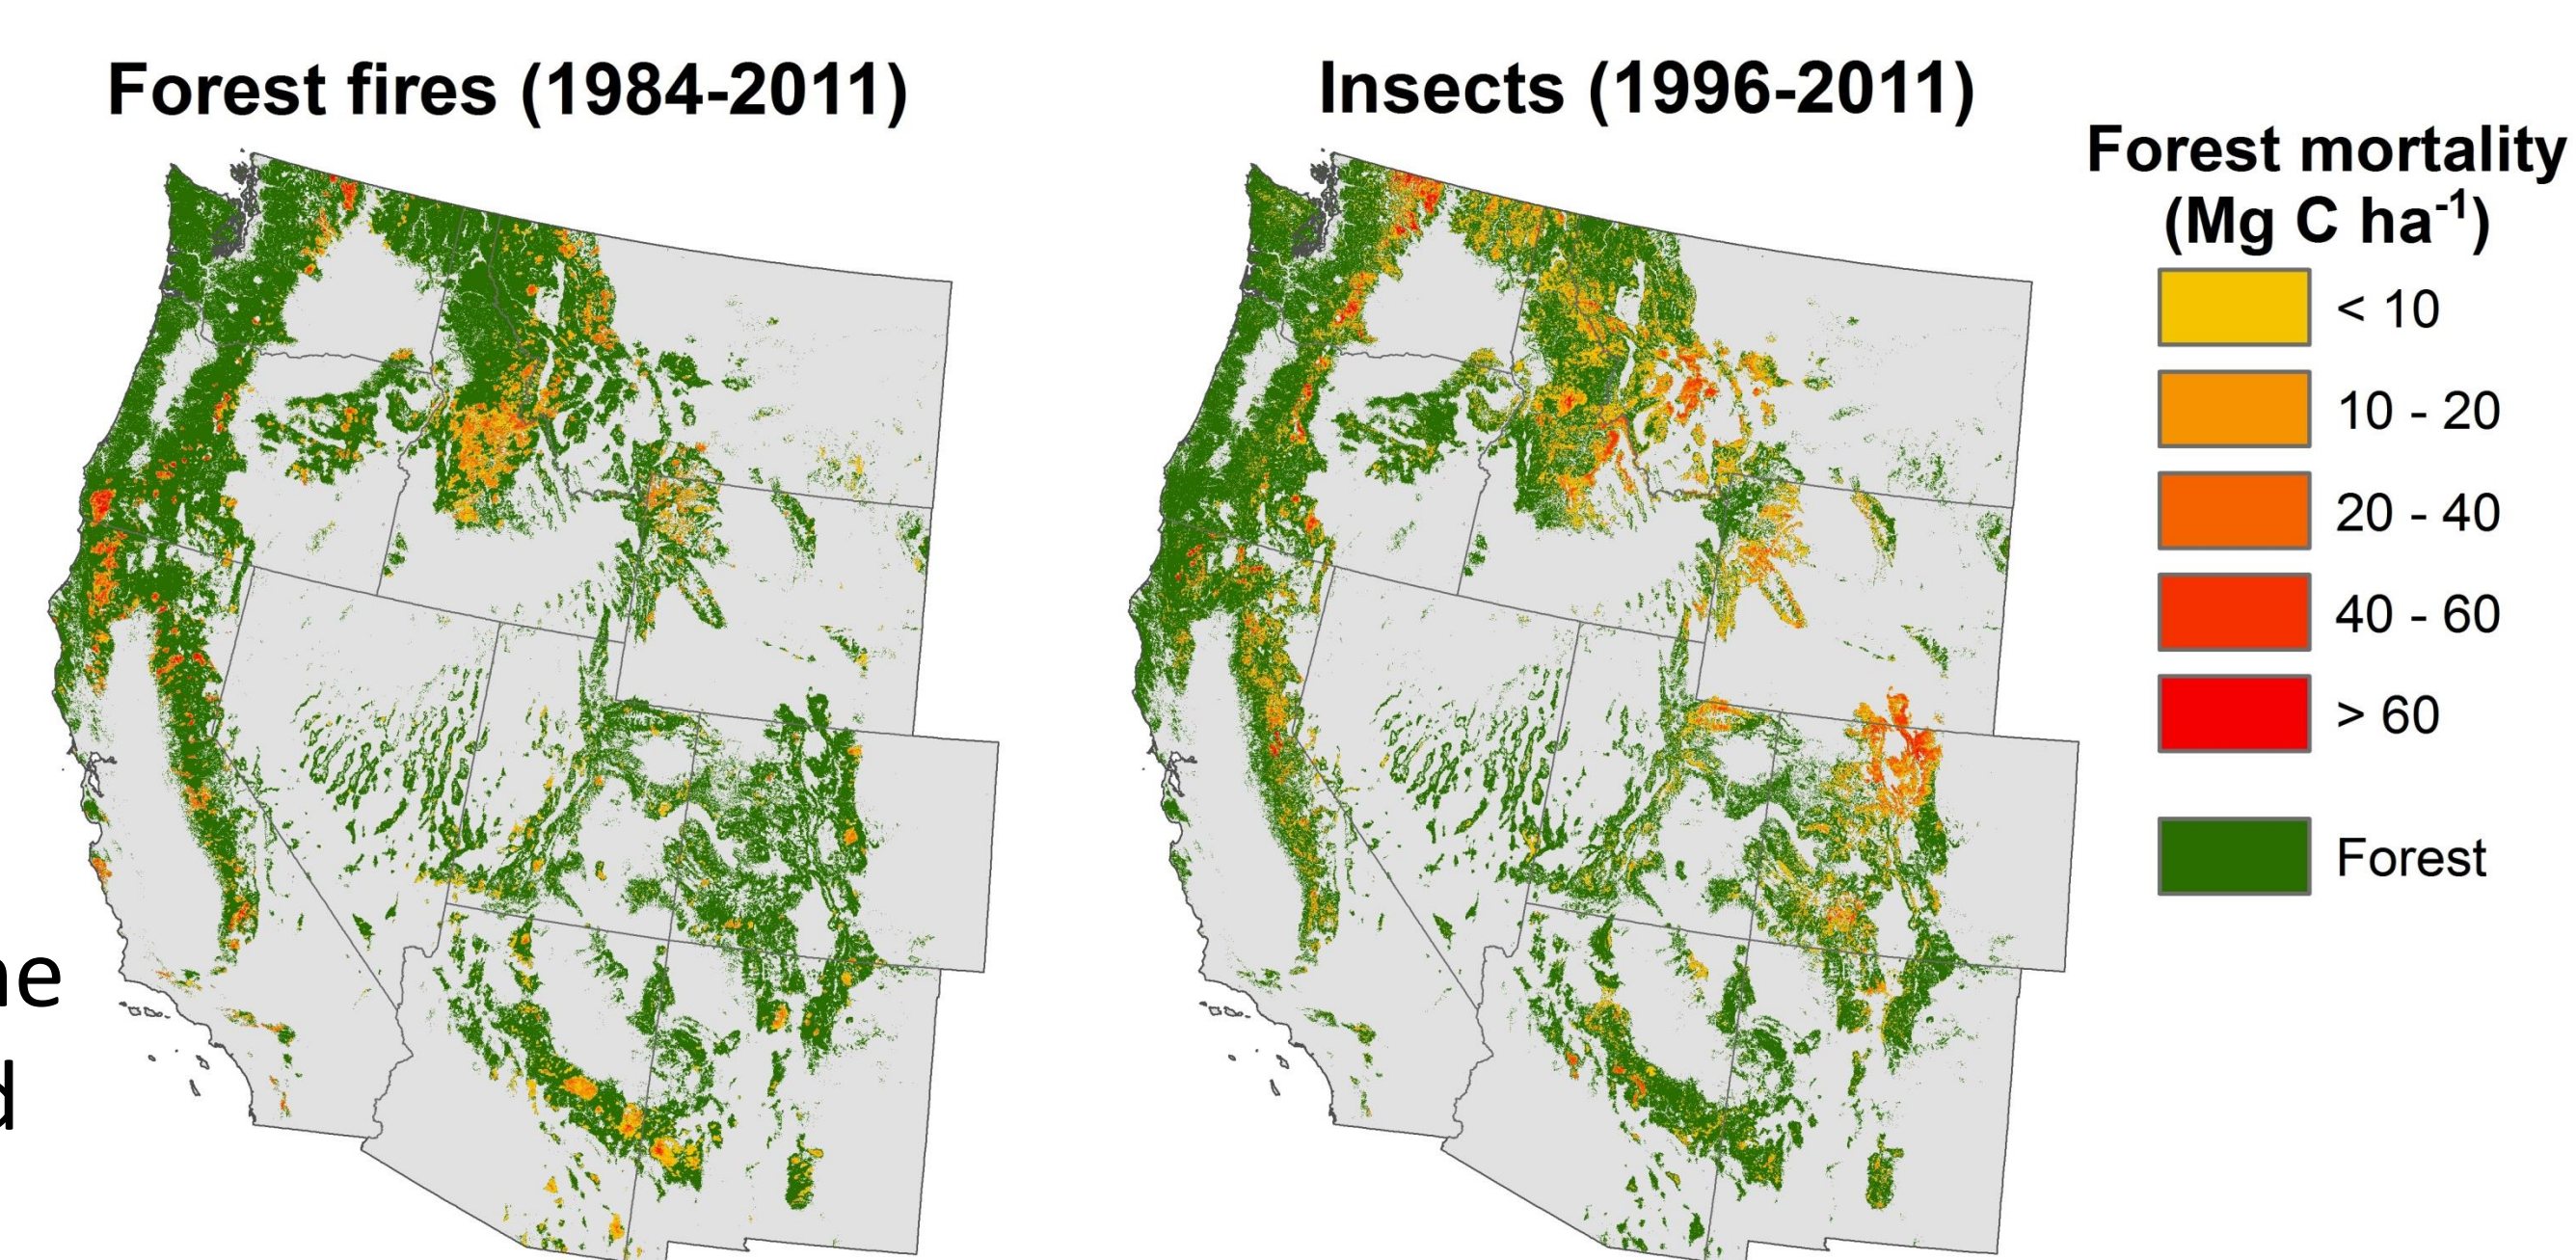 Forest fires (1984-2011)
Insects (1996-2011)
Forest mortality
(Mg C ha-1)
< 10
10 - 20
20 - 40
40 - 60
> 60
Forest